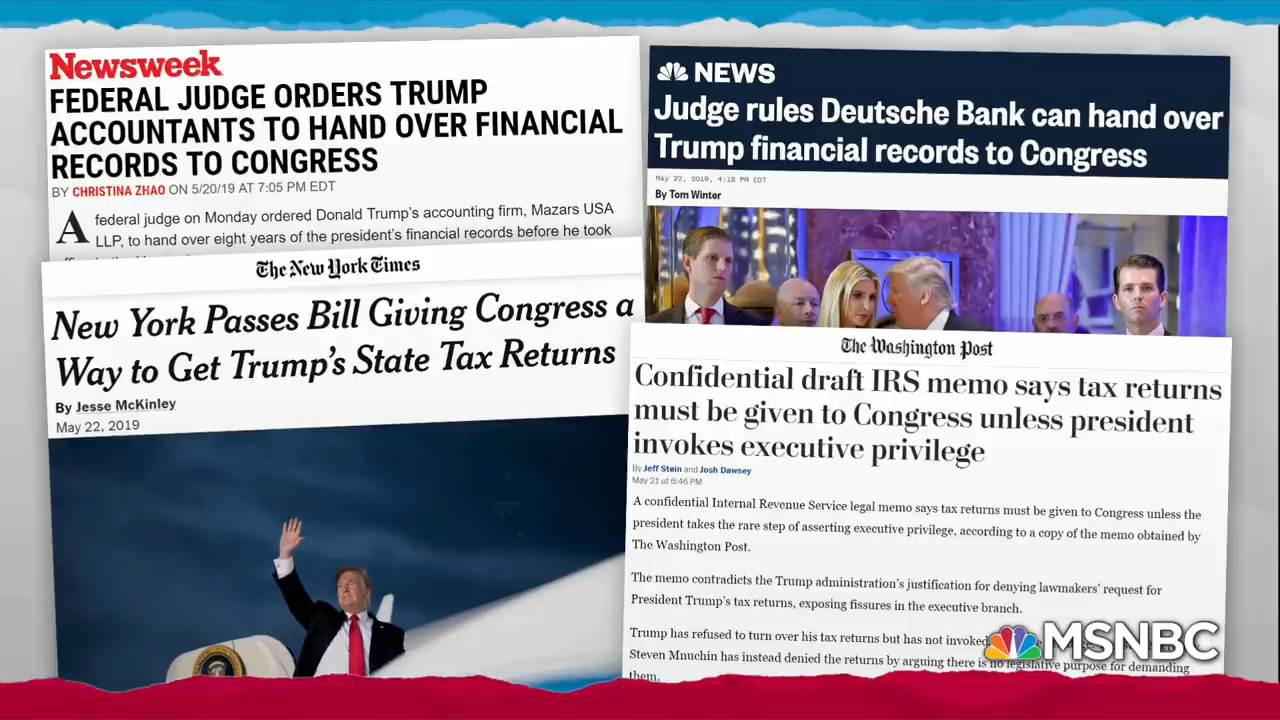 Newsweek
FEDERAL JUDGE ORDERS TRUMP
ACCOUNTANTS TO HAND OVER FINANCIAL
RECORDS TO CONGRESS
BY CHRISTINA ZHAO ON 5/20/19 AT 7:05 PM EDT
A federal judge on Monday ordered Donald Trump's accounting firm, Mazars USA
LLP, to hand over eight years of the president's financial records before he took
NEWS
Judge rules Deutsche Bank can hand over
Trump financial records to Congress
May 22, 2019, 4:18 PM EDT
By Tom Winter
The New York Times
New York Passes Bill Giving Congress a
Way to Get Trump's State Tax Returns
By Jesse McKinley
May 22, 2019
The Washington Post
Confidential draft IRS memo says tax returns
must be given to Congress unless president
invokes executive privilege
By Jeff Stein and Josh Dawsey
May 21 at 6:46 PM
A confidential Internal Revenue Service legal memo says tax returns must be given to Congress unless the
president takes the rare step of asserting executive privilege, according to a copy of the memo obtained by
The Washington Post.
The memo contradicts the Trump administration's justification for denying lawmakers' request for
President Trump's tax returns, exposing fissures in the executive branch.
Trump has refused to turn over his tax returns but has not invoked
Steven Mnuchin has instead denied the returns by arguing there is no legislative purpose for demanding
them.
MSNBC